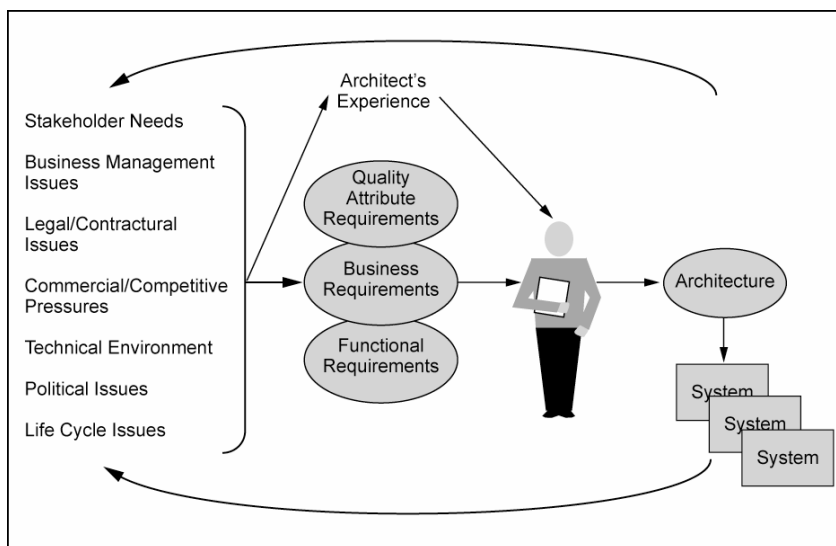 Stakeholder Needs
Business Management
Issues
Legal/Contractural
Issues
Commercial/Competitive
Pressures
Technical Environment
Political Issues
Life Cycle Issues
Architect's
Experience
Quality
Attribute
Requirements
Business
Requirements
Functional
Requirements
Architecture
System
System
System